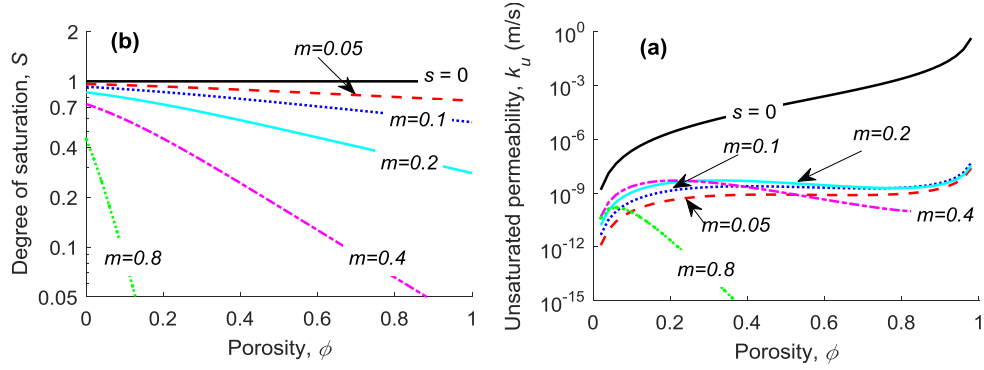 (b)
Degree of saturation, S
2
1
0.7
0.4
0.2
0.1
0.05
m=0.05
s = 0
m=0.1
m=0.2
m=0.4
m=0.8
0 0.2 0.4 0.6 0.8 1
Porosity, ϕ
(a)
Unsaturated permeability, kᵤ (m/s)
10⁰
10⁻³
10⁻⁶
10⁻⁹
10⁻¹²
10⁻¹⁵
s = 0
m=0.2
m=0.1
m=0.4
m=0.05
m=0.8
0 0.2 0.4 0.6 0.8 1
Porosity, ϕ